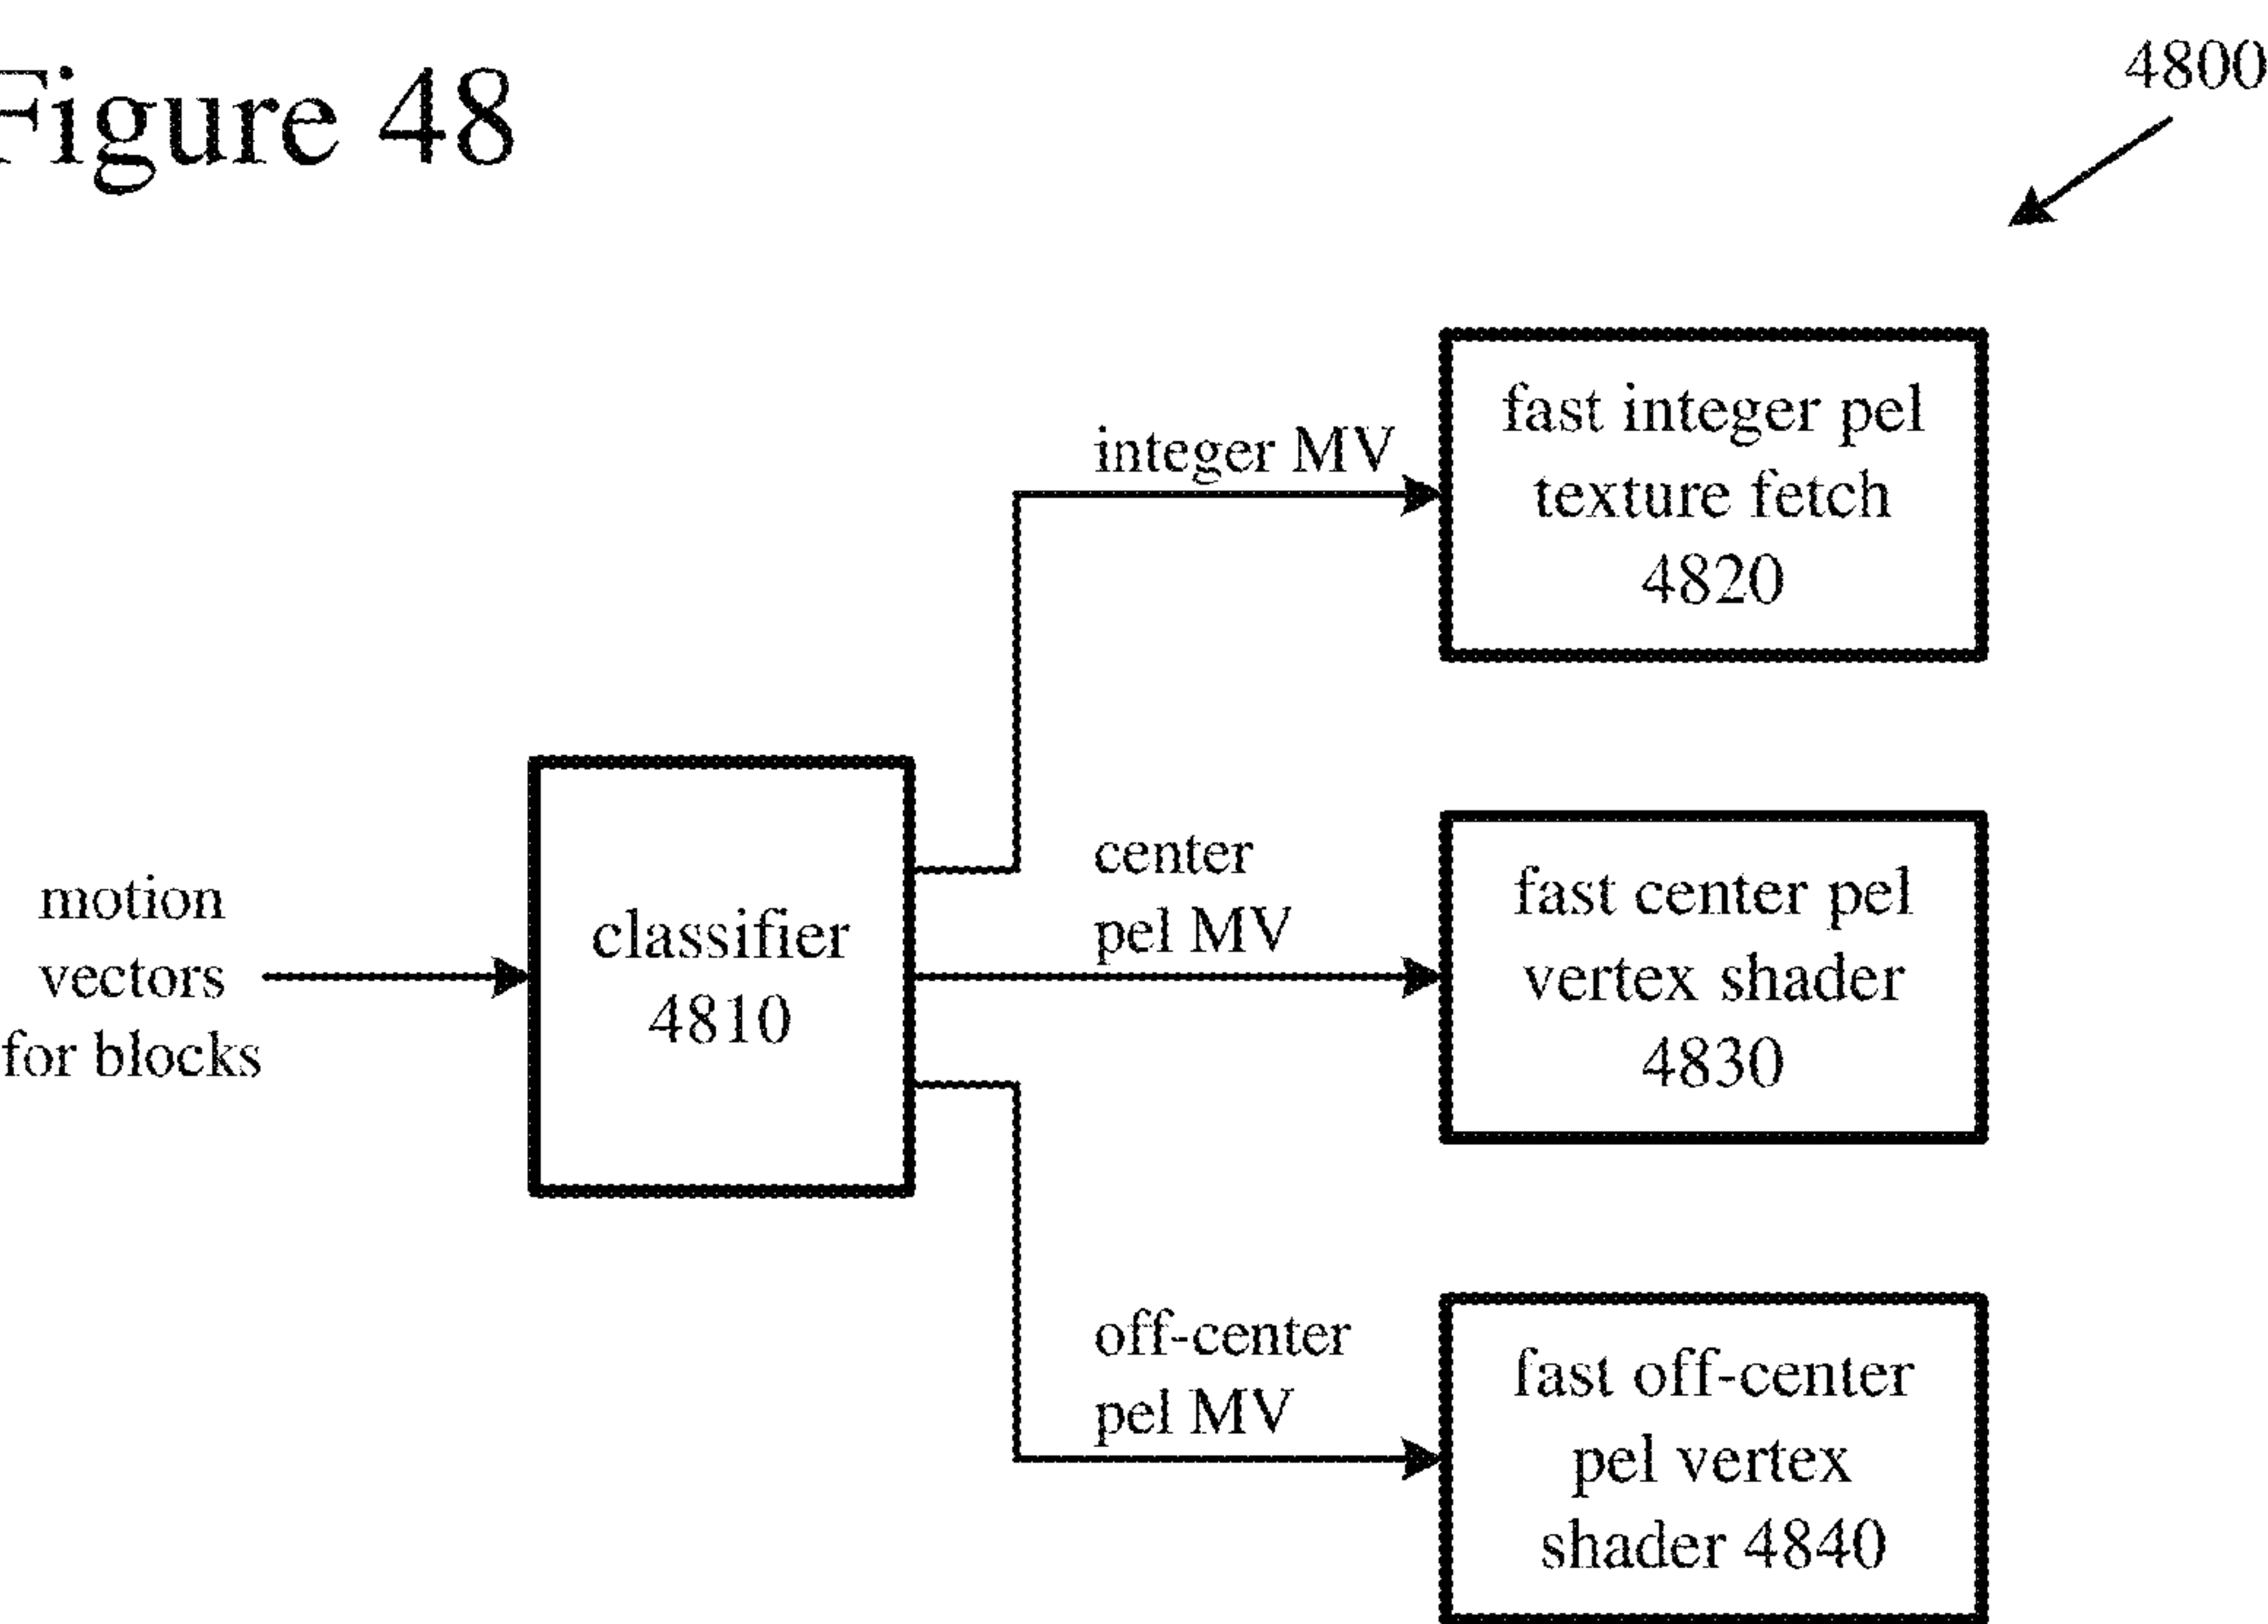 Figure 48
4800
motion
vectors
for blocks
classifier
4810
integer MV
center
pel MV
off-center
pel MV
fast integer pel
texture fetch
4820
fast center pel
vertex shader
4830
fast off-center
pel vertex
shader 4840